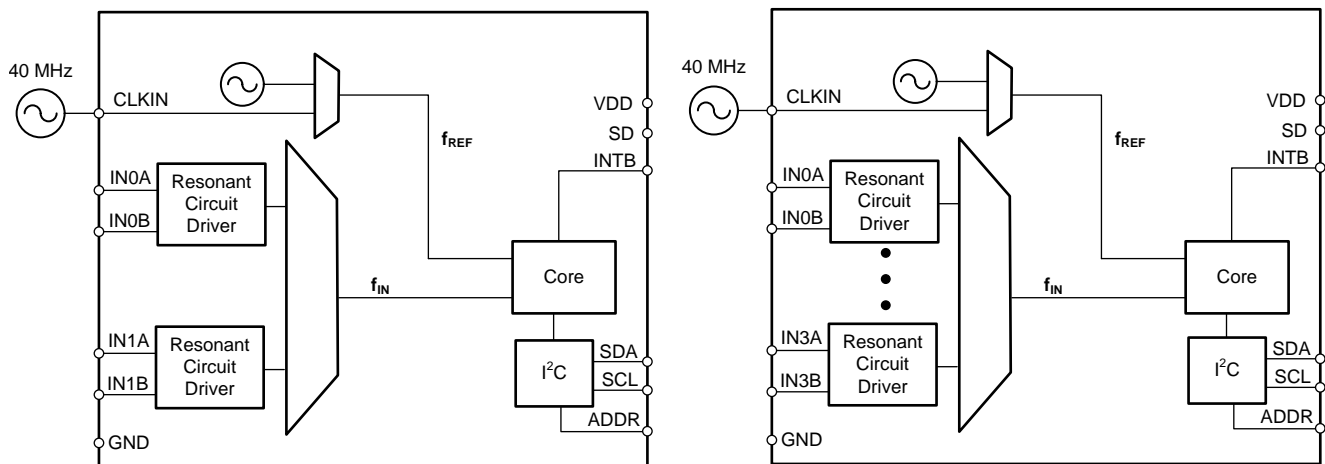 40 MHz
CLKIN
VDD
SD
INTB
fREF
IN0A
IN0B
Resonant
Circuit
Driver
Core
fIN
IN1A
IN1B
Resonant
Circuit
Driver
I²C
SDA
SCL
ADDR
GND
40 MHz
CLKIN
VDD
SD
INTB
fREF
IN0A
IN0B
Resonant
Circuit
Driver
Core
fIN
IN3A
IN3B
Resonant
Circuit
Driver
I²C
SDA
SCL
ADDR
GND